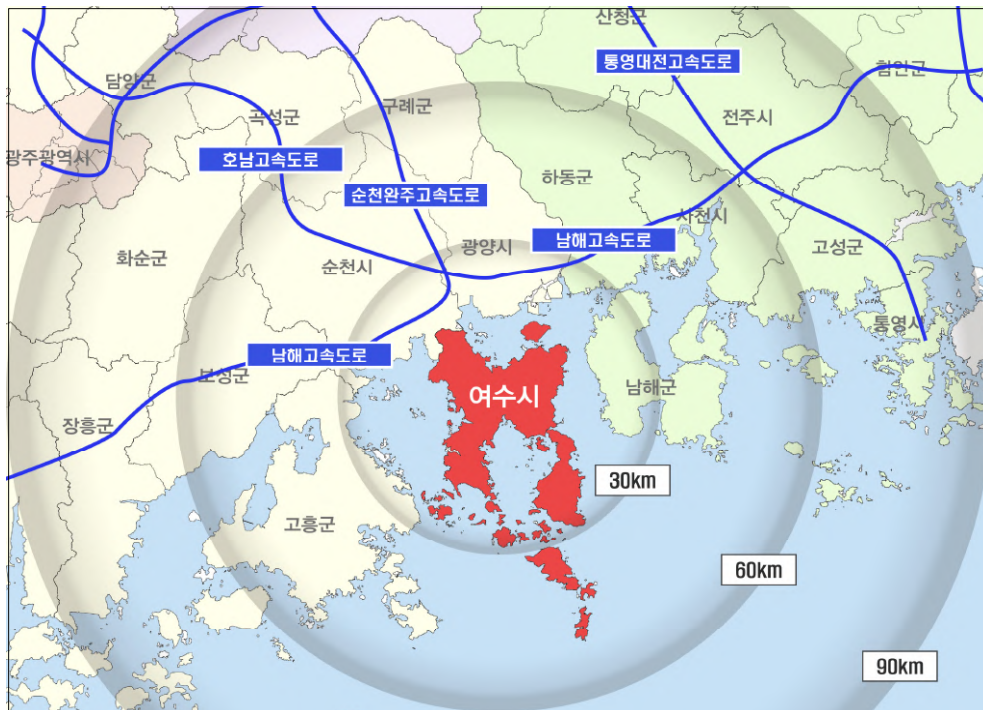 산청군
통영대전고속도로
함안군
담양군
구례군
곡성군
전주시
광주광역시
호남고속도로
하동군
순천완주고속도로
사천시
화순군
순천시
광양시
남해고속도로
고성군
통영시
남해고속도로
보성군
여수시
남해군
장흥군
30km
고흥군
60km
90km